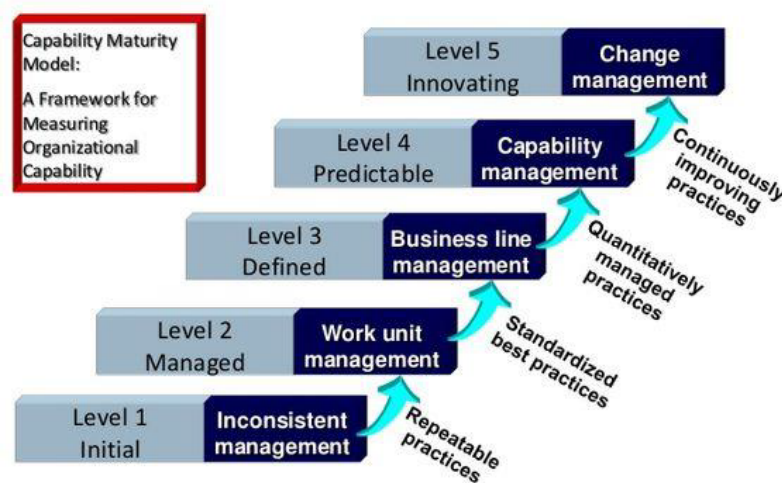 Capability Maturity
Model:
A Framework for
Measuring
Organizational
Capability
Level 5
Innovating
Change
management
Level 4
Predictable
Capability
management
Continuously
improving
practices
Level 3
Defined
Business line
management
Quantitatively
managed
practices
Level 2
Managed
Work unit
management
Standardized
best practices
Level 1
Initial
Inconsistent
management
Repeatable
practices